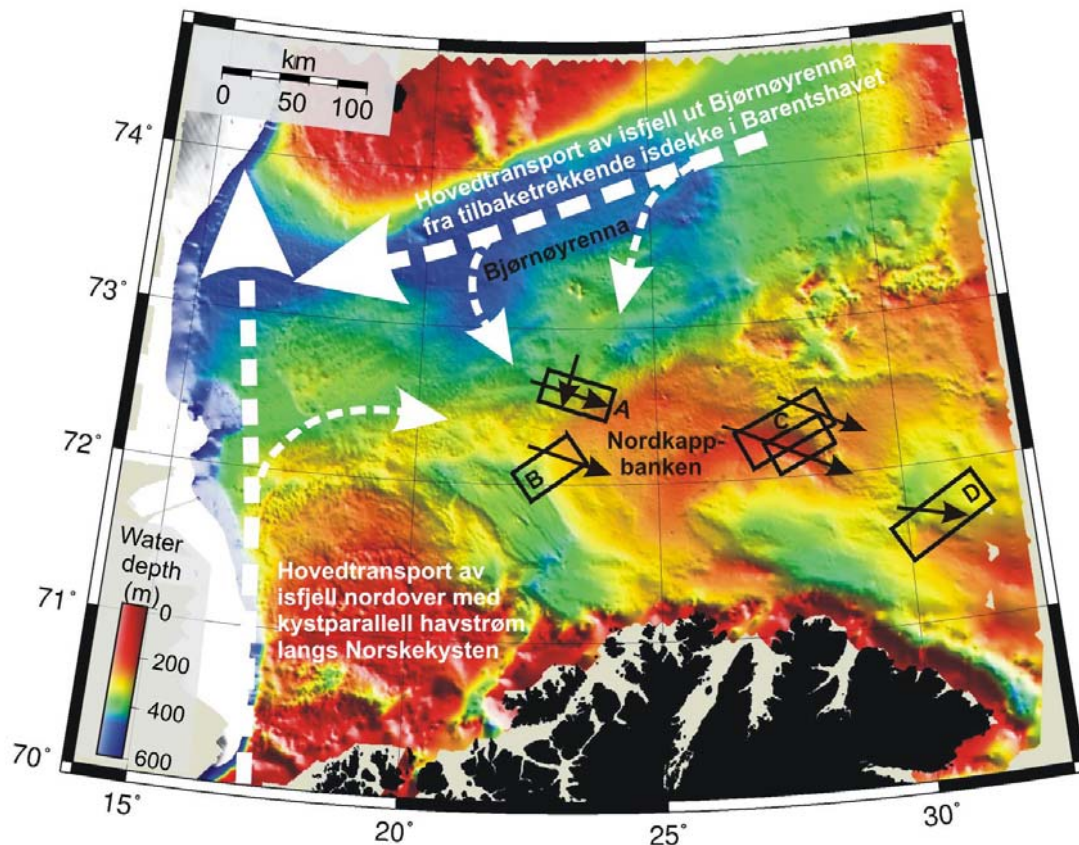 km
0 50 100
74°
73°
72°
71°
70°
Hovedtransport av isfjell ut Bjørnøyrenna
fra tilbaketrekkende isdekke i Barentshavet
Bjørnøyrenna
A
B
C
D
Nordkapp-
banken
Hovedtransport av
isfjell nordover med
kystparallell havstrøm
langs Norskekysten
Water
depth
(m)
0
200
400
600
15°
20°
25°
30°